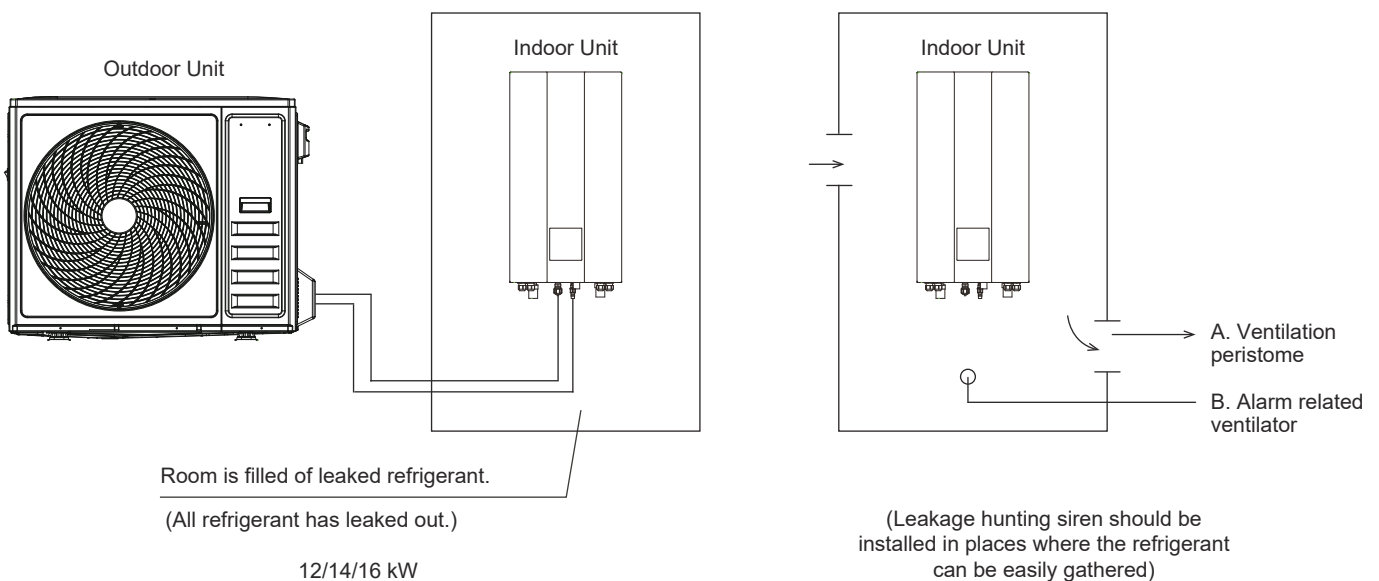 Outdoor Unit
Indoor Unit
Room is filled of leaked refrigerant.
(All refrigerant has leaked out.)
12/14/16 kW
Indoor Unit
A. Ventilation
peristome
B. Alarm related
ventilator
(Leakage hunting siren should be
installed in places where the refrigerant
can be easily gathered)